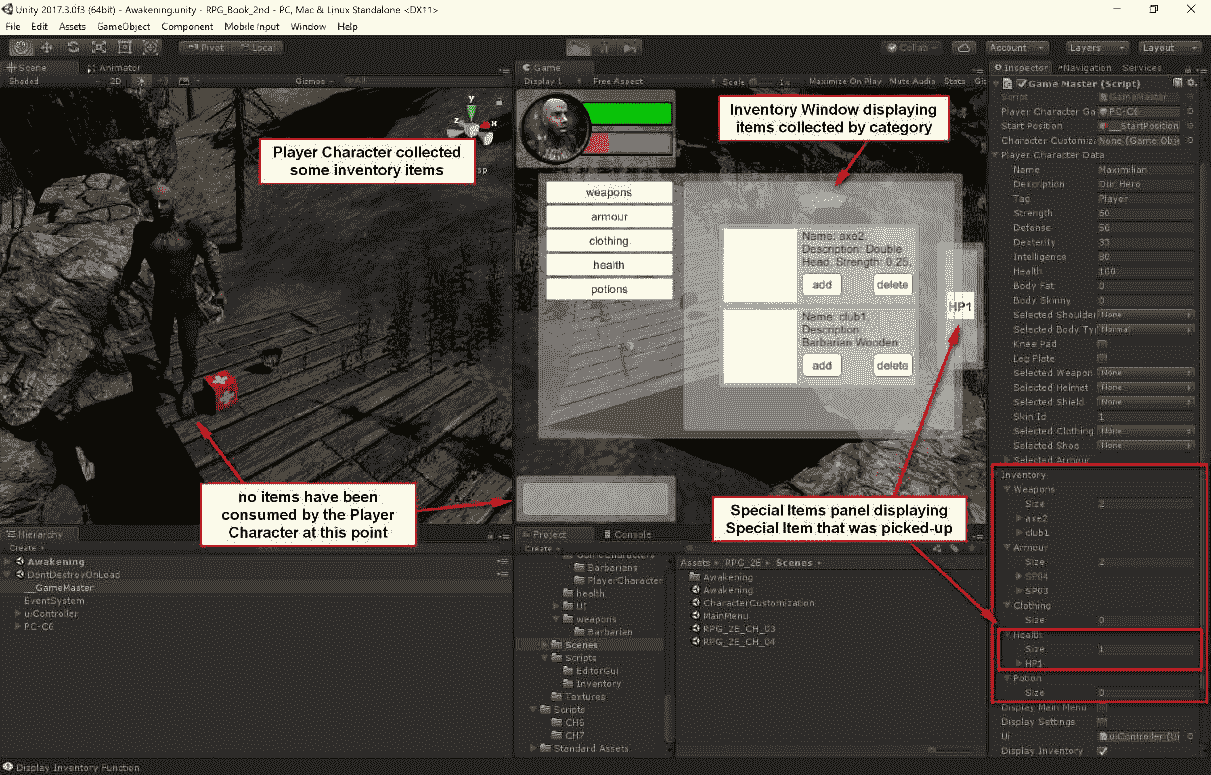 Unity 2017.3.0f3 (64bit) - Awakening.unity - RPG_Book_2nd - PC, Mac & Linux Standalone <DX11>
File Edit Assets GameObject Component Mobile Input Window Help
Pivot Local
Collab
Account
Layers
Layout
Scene
Animator
Shaded
2D
Gizmos
All
Game
Display 1
Free Aspect
Scale
1x
Maximize On Play
Mute Audio
Stats
Giz
y
z
x
Player Character collected
some inventory items
Inventory Window displaying
items collected by category
weapons
armour
clothing
health
potions
Name: axe2
Description: Double
Head. Strength: 0.25
add
delete
Name: club1
Description
Barbarian Wooden
add
delete
HP1
no items have been
consumed by the Player
Character at this point
Special Items panel displaying
Special Item that was picked-up
Inspector
Navigation
Services
Game Master (Script)
Script
GameMaster
Player Character Ga
PC-C6
Start Position
__StartPosition
Character Customiz
None (Game Obj
Player Character Data
Name Maximilian
Description Our Hero
Tag Player
Strength 60
Defense 50
Dexterity 33
Intelligence 80
Health 100
Body Fat 0
Body Skinny 0
Selected Shoulder None
Selected Body Typ Normal
Knee Pad
Leg Plate
Selected Weapon None
Selected Helmet None
Selected Shield None
Skin Id 1
Selected Clothing None
Selected Shoe None
Selected Armour
Inventory
Weapons
Size 2
axe2
club1
Armour
Size 2
SP04
SP03
Clothing
Size 0
Health
Size 1
HP1
Potion
Size 0
Display Main Menu
Display Settings
Ui
uiController (Ui
Display Inventory
Hierarchy
Create
Awakening
DontDestroyOnLoad
__GameMaster
EventSystem
uiController
PC-C6
Project
Console
Create
GameCharacters
Barbarians
PlayerCharacter
health
UI
weapons
Barbarian
Scenes
Scripts
EditorGui
Inventory
Textures
Scripts
CH6
CH7
Standard Assets
Assets RPG_2E Scenes
Awakening
Awakening
CharacterCustomization
MainMenu
RPG_2E_CH_03
RPG_2E_CH_04
Display Inventory Function